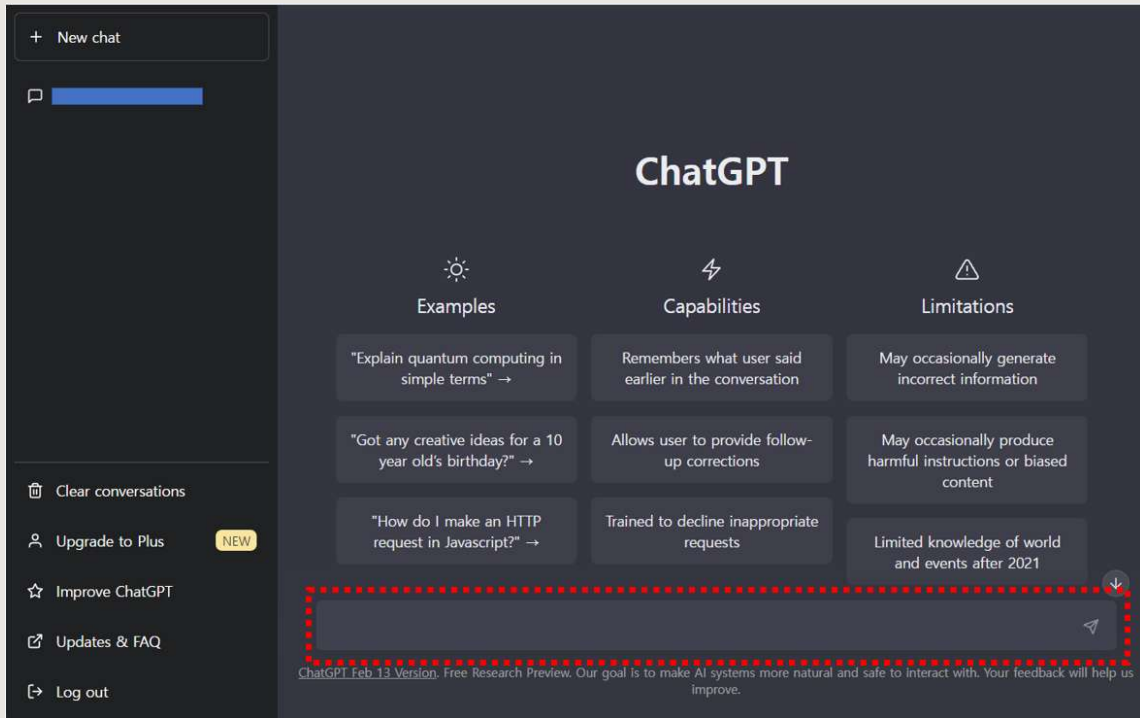 + New chat
ChatGPT
Examples
"Explain quantum computing in
simple terms" →
"Got any creative ideas for a 10
year old's birthday?" →
"How do I make an HTTP
request in Javascript?" →
Capabilities
Remembers what user said
earlier in the conversation
Allows user to provide follow-
up corrections
Trained to decline inappropriate
requests
Limitations
May occasionally generate
incorrect information
May occasionally produce
harmful instructions or biased
content
Limited knowledge of world
and events after 2021
Clear conversations
Upgrade to Plus NEW
Improve ChatGPT
Updates & FAQ
Log out
ChatGPT Feb 13 Version. Free Research Preview. Our goal is to make AI systems more natural and safe to interact with. Your feedback will help us
improve.